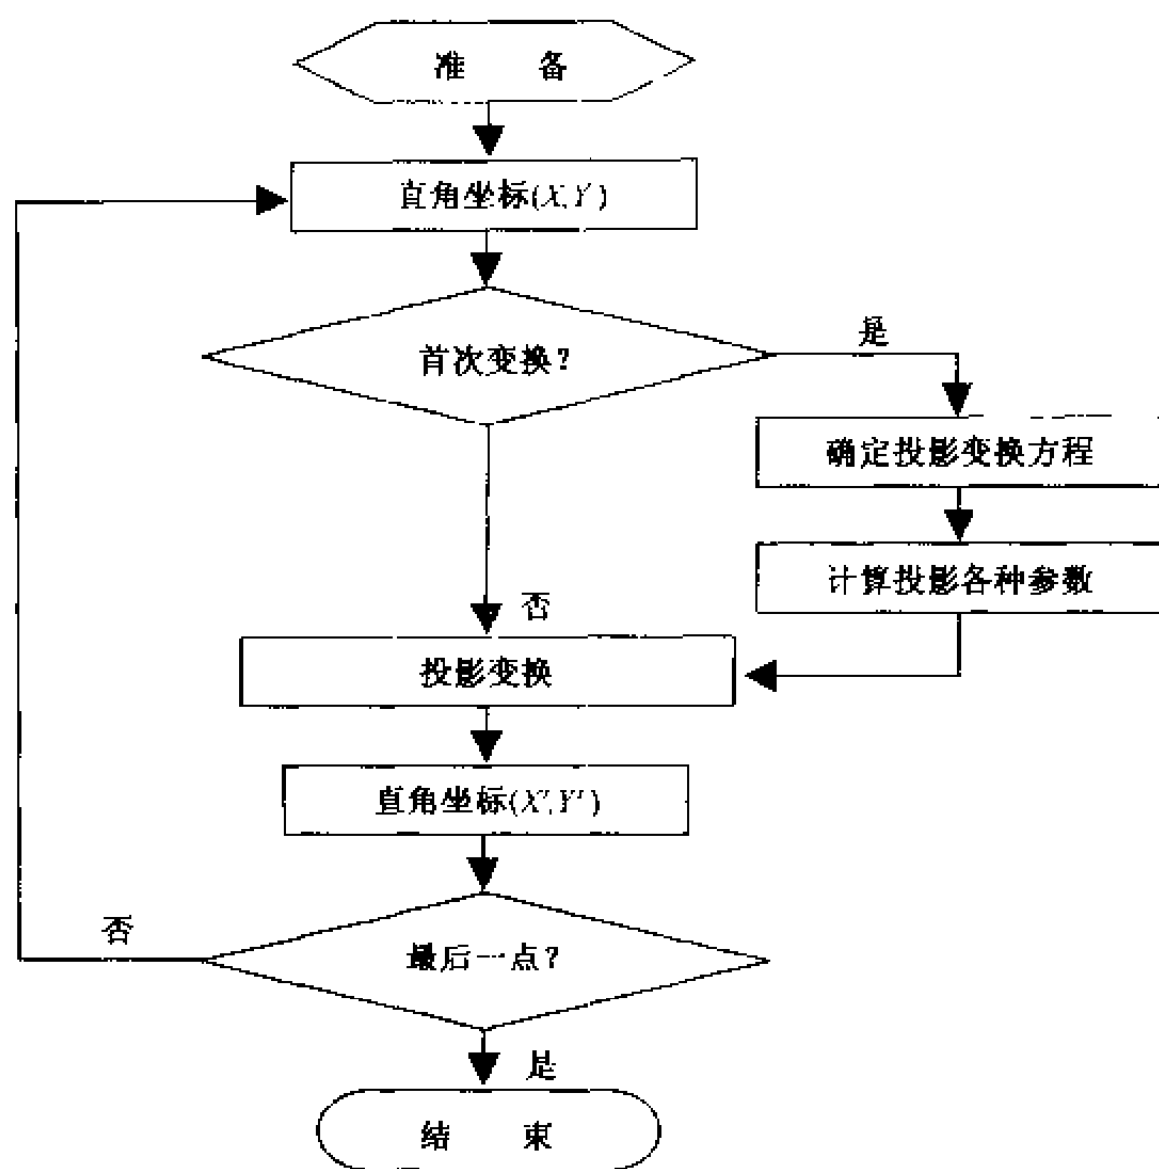 准 备
直角坐标(X,Y)
首次变换?
是
确定投影变换方程
计算投影各种参数
否
投影变换
直角坐标(X',Y')
否
最后一点?
是
结 束